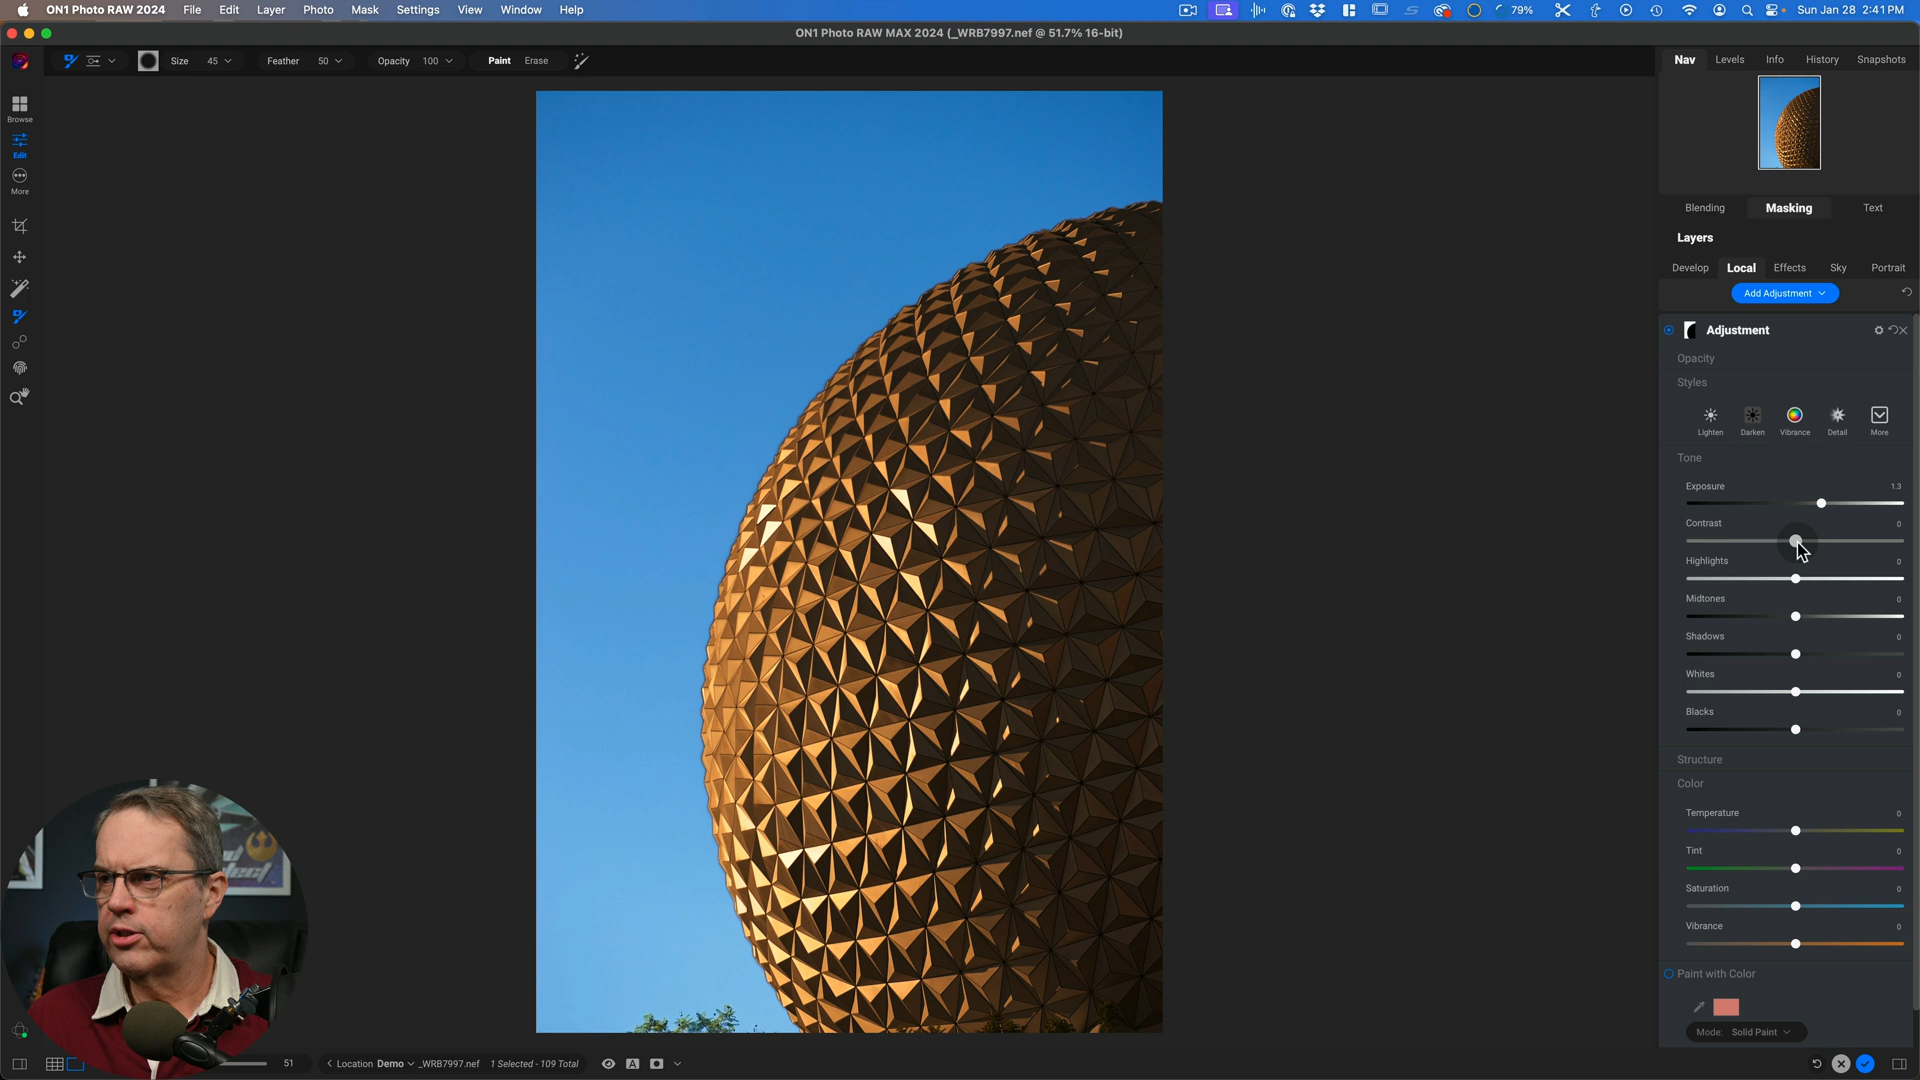 ON1 Photo RAW 2024 File Edit Layer Photo Mask Settings View Window Help 79% Sun Jan 28 2:41 PM
ON1 Photo RAW MAX 2024 (_WRB7997.nef @ 51.7% 16-bit)
Size 45 Feather 50 Opacity 100 Paint Erase
Nav Levels Info History Snapshots
Browse
Edit
More
Blending Masking Text
Layers
Develop Local Effects Sky Portrait
Add Adjustment
Adjustment
Opacity
Styles
Lighten Darken Vibrance Detail More
Tone
Exposure 1.3
Contrast 0
Highlights 0
Midtones 0
Shadows 0
Whites 0
Blacks 0
Structure
Color
Temperature 0
Tint 0
Saturation 0
Vibrance 0
Paint with Color
Mode: Solid Paint
51 Location Demo _WRB7997.nef 1 Selected - 109 Total A